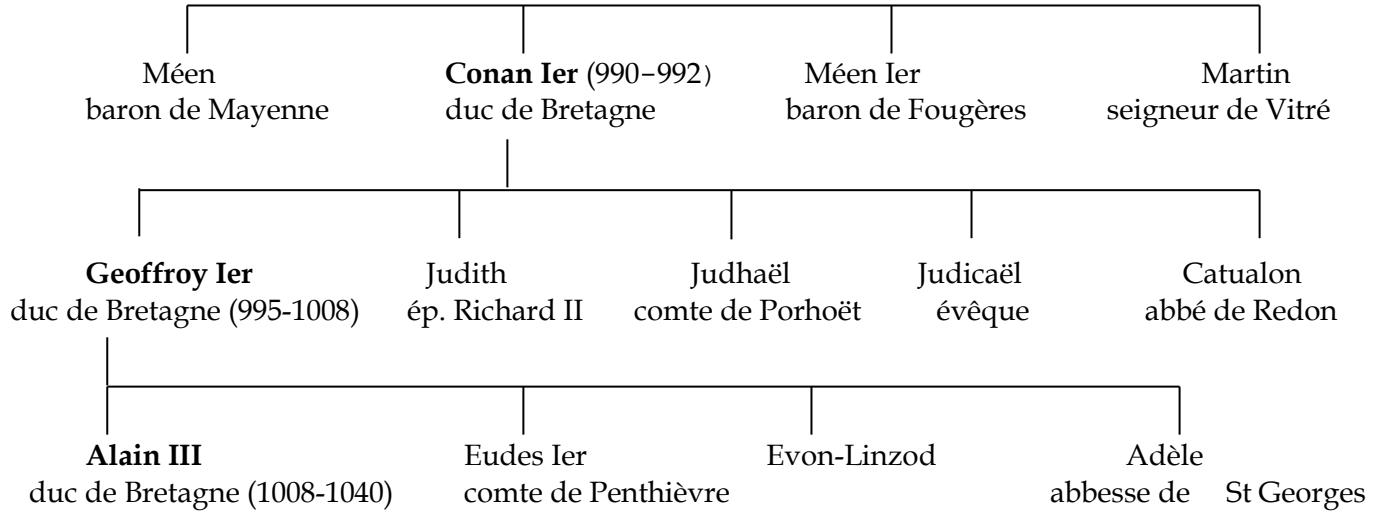 Méen Conan Ier (990-992) Méen Ier Martin
baron de Mayenne duc de Bretagne baron de Fougères seigneur de Vitré
Geoffroy Ier Judith Judhaël Judicaël Catualon
duc de Bretagne (995-1008) ép. Richard II comte de Porhoët évêque abbé de Redon
Alain III Eudes Ier Evon-Linzod Adèle
duc de Bretagne (1008-1040) comte de Penthièvre abbesse de St Georges